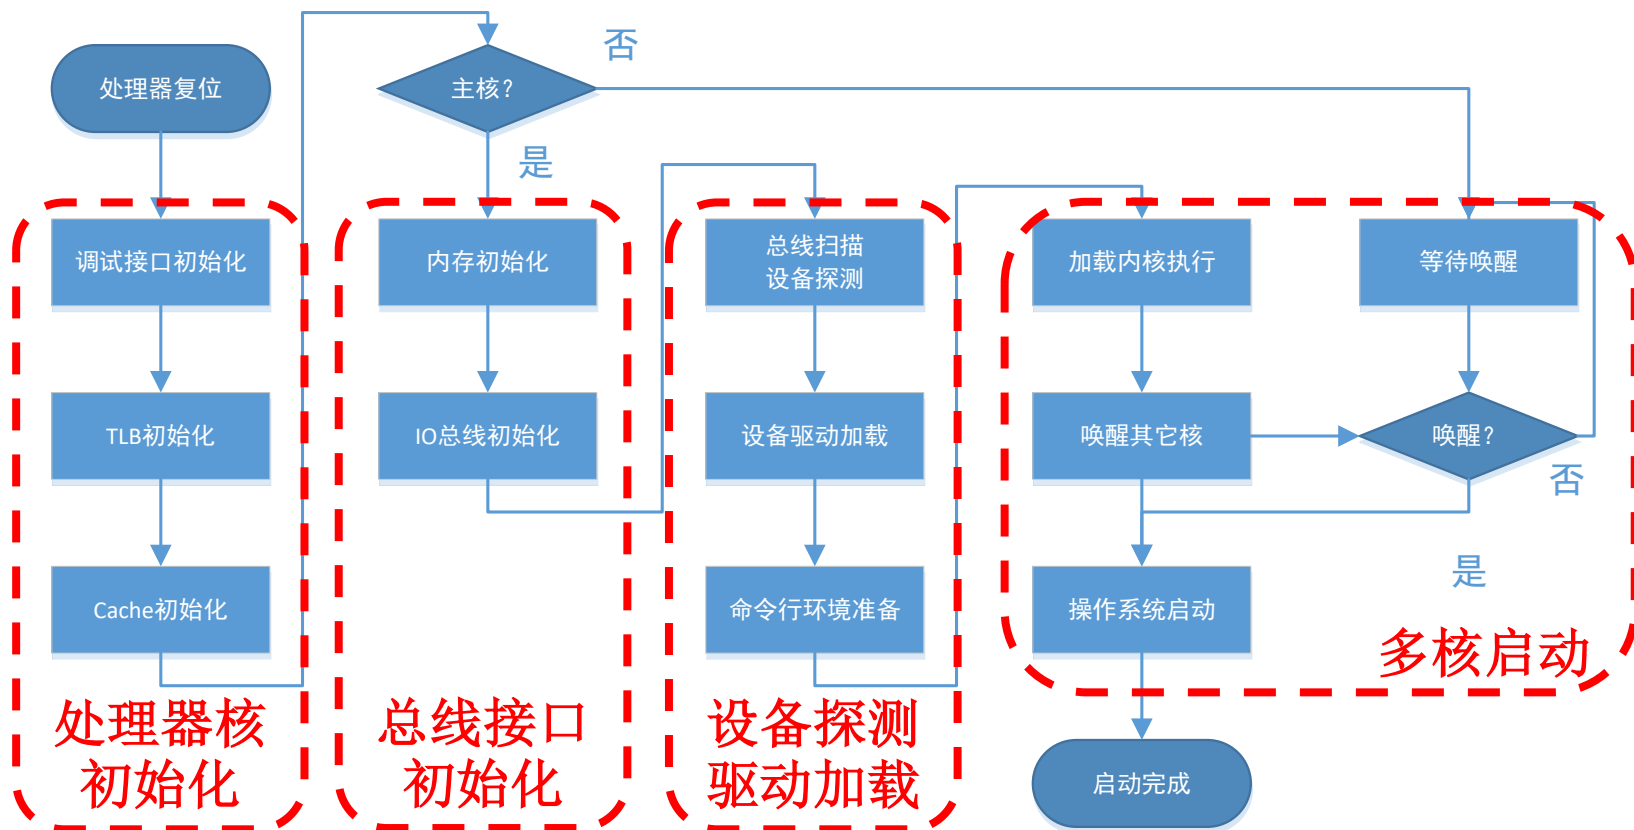 处理器复位
主核？
否
是
调试接口初始化
TLB初始化
Cache初始化
处理器核
初始化
内存初始化
IO总线初始化
总线接口
初始化
总线扫描
设备探测
设备驱动加载
命令行环境准备
设备探测
驱动加载
加载内核执行
等待唤醒
唤醒其它核
唤醒？
否
是
操作系统启动
多核启动
启动完成